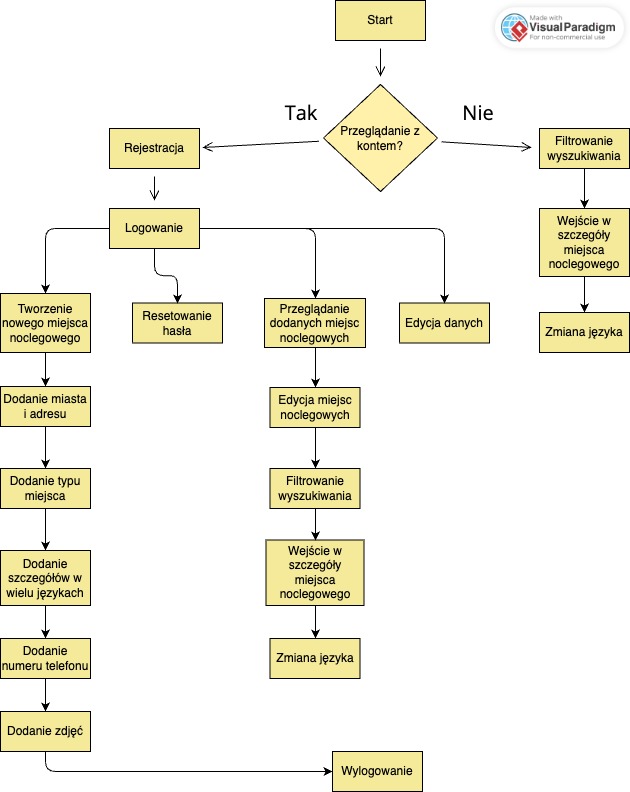 Start
Made with
VisualParadigm
For non-commercial use
Tak
Nie
Przeglądanie z
kontem?
Rejestracja
Filtrowanie
wyszukiwania
Logowanie
Wejście w
szczegóły
miejsca
noclegowego
Tworzenie
nowego miejsca
noclegowego
Resetowanie
hasła
Przeglądanie
dodanych miejsc
noclegowych
Edycja danych
Zmiana języka
Dodanie miasta
i adresu
Edycja miejsc
noclegowych
Dodanie typu
miejsca
Filtrowanie
wyszukiwania
Dodanie
szczegółów w
wielu językach
Wejście w
szczegóły
miejsca
noclegowego
Dodanie
numeru telefonu
Zmiana języka
Dodanie zdjęć
Wylogowanie